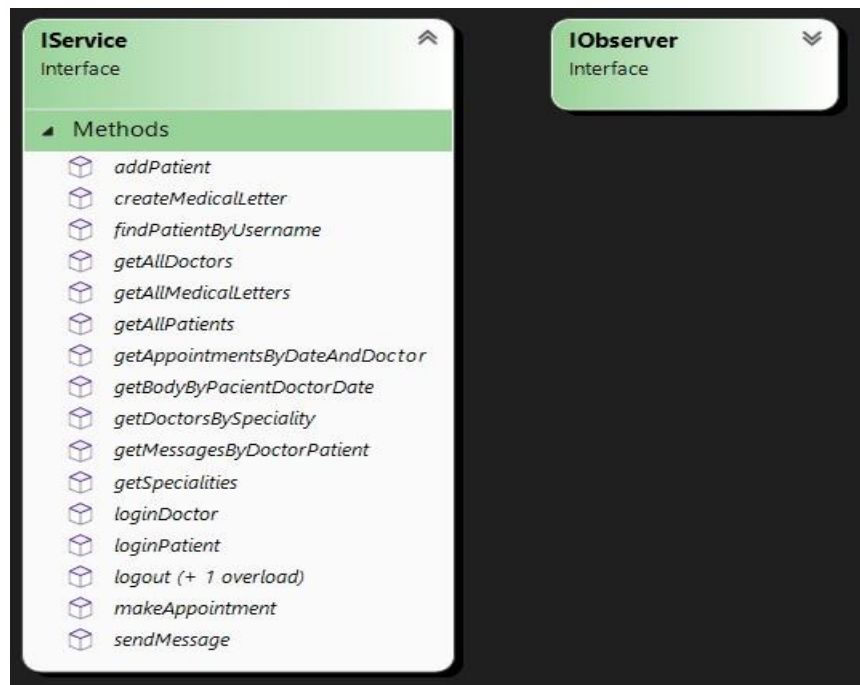 IService
Interface
Methods
addPatient
createMedicalLetter
findPatientByUsername
getAllDoctors
getAllMedicalLetters
getAllPatients
getAppointmentsByDateAndDoctor
getBodyByPacientDoctorDate
getDoctorsBySpeciality
getMessagesByDoctorPatient
getSpecialities
loginDoctor
loginPatient
logout (+ 1 overload)
makeAppointment
sendMessage
IObserver
Interface